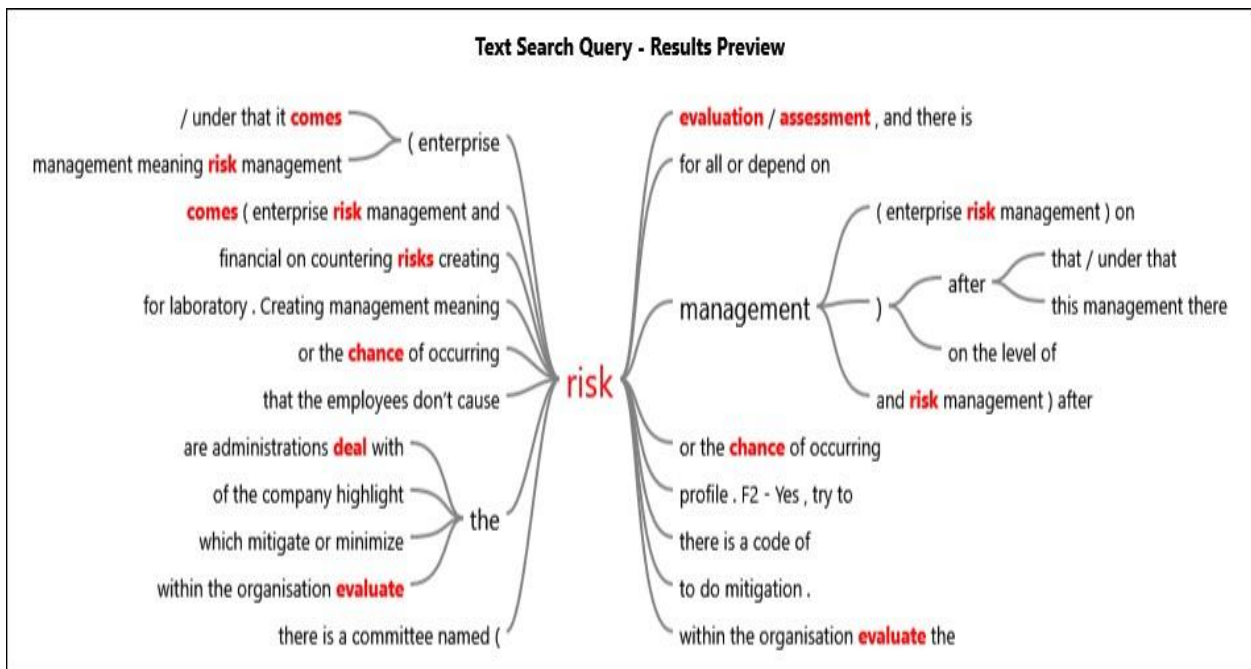 Text Search Query - Results Preview
/ under that it comes
management meaning risk management
( enterprise
comes ( enterprise risk management and
financial on countering risks creating
for laboratory . Creating management meaning
or the chance of occurring
that the employees don't cause
are administrations deal with
of the company highlight
which mitigate or minimize
within the organisation evaluate
the
there is a committee named (
risk
evaluation / assessment , and there is
for all or depend on
management
( enterprise risk management ) on
)
after
that / under that
this management there
on the level of
and risk management ) after
or the chance of occurring
profile . F2 - Yes , try to
there is a code of
to do mitigation .
within the organisation evaluate the